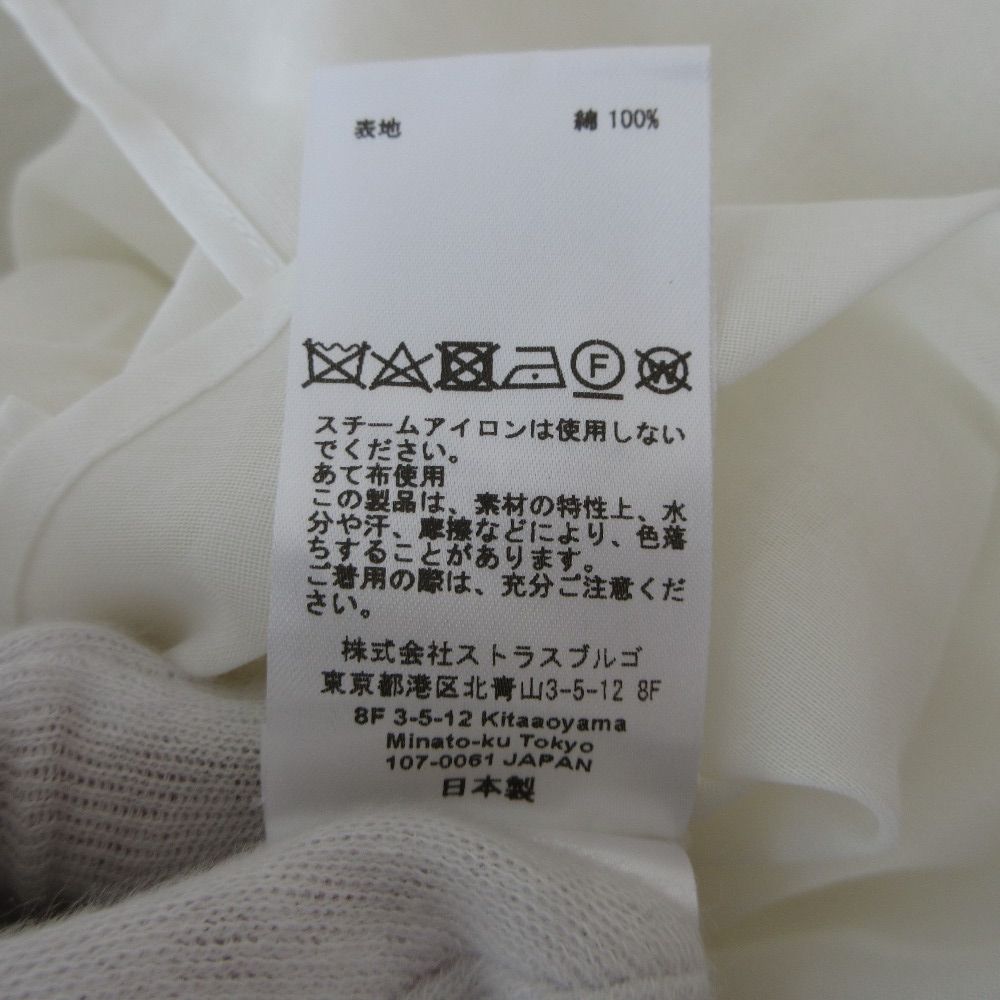 表地 綿 100%
F W
スチームアイロンは使用しない
でください。
あて布使用
この製品は、素材の特性上、水
分や汗、摩擦などにより、色落
ちすることがあります。
ご着用の際は、充分ご注意くだ
さい。
株式会社ストラスブルゴ
東京都港区北青山3-5-12 8F
8F 3-5-12 Kitaaoyama
Minato-ku Tokyo
107-0061 JAPAN
日本製